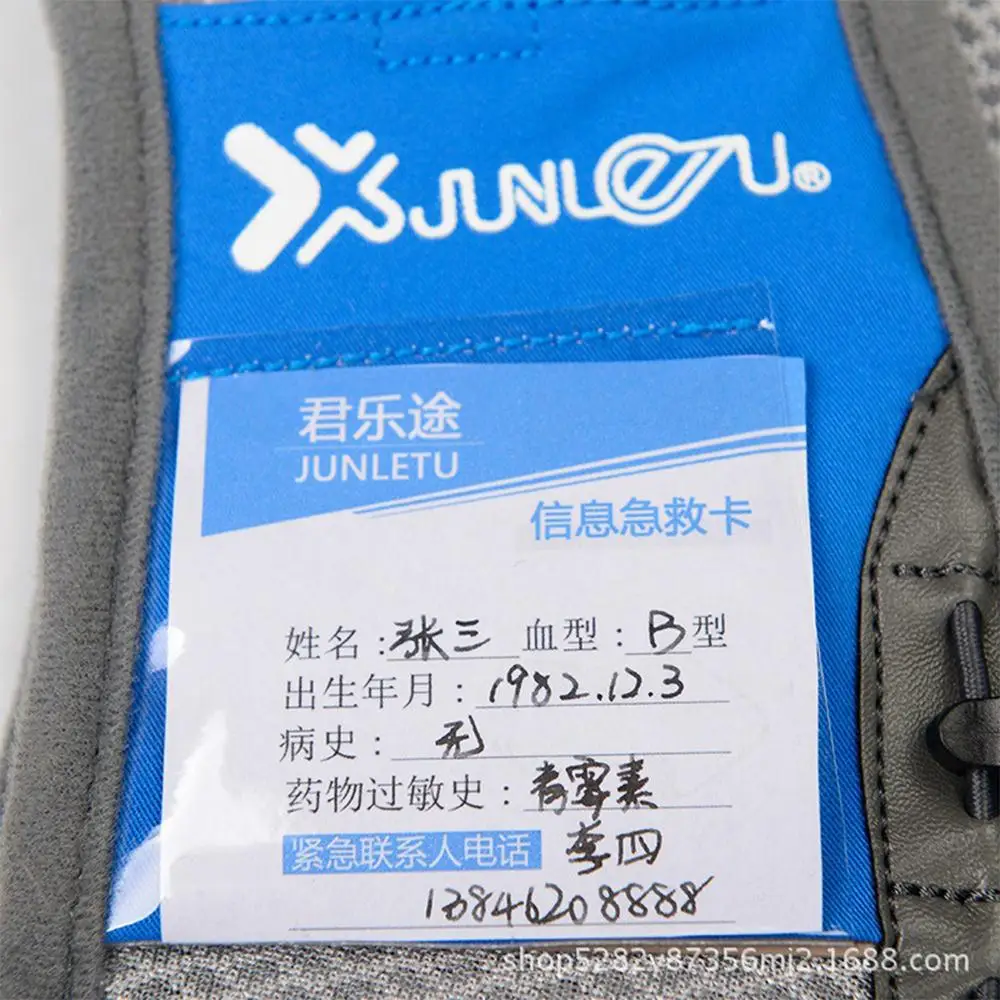 JUNLETU®
君乐途
JUNLETU
信息急救卡
姓名:张三 血型:B型
出生年月:1982.12.3
病史:无
药物过敏史:青霉素
紧急联系人电话 李四
13846208888
shop5282y87356mj2.1688.com